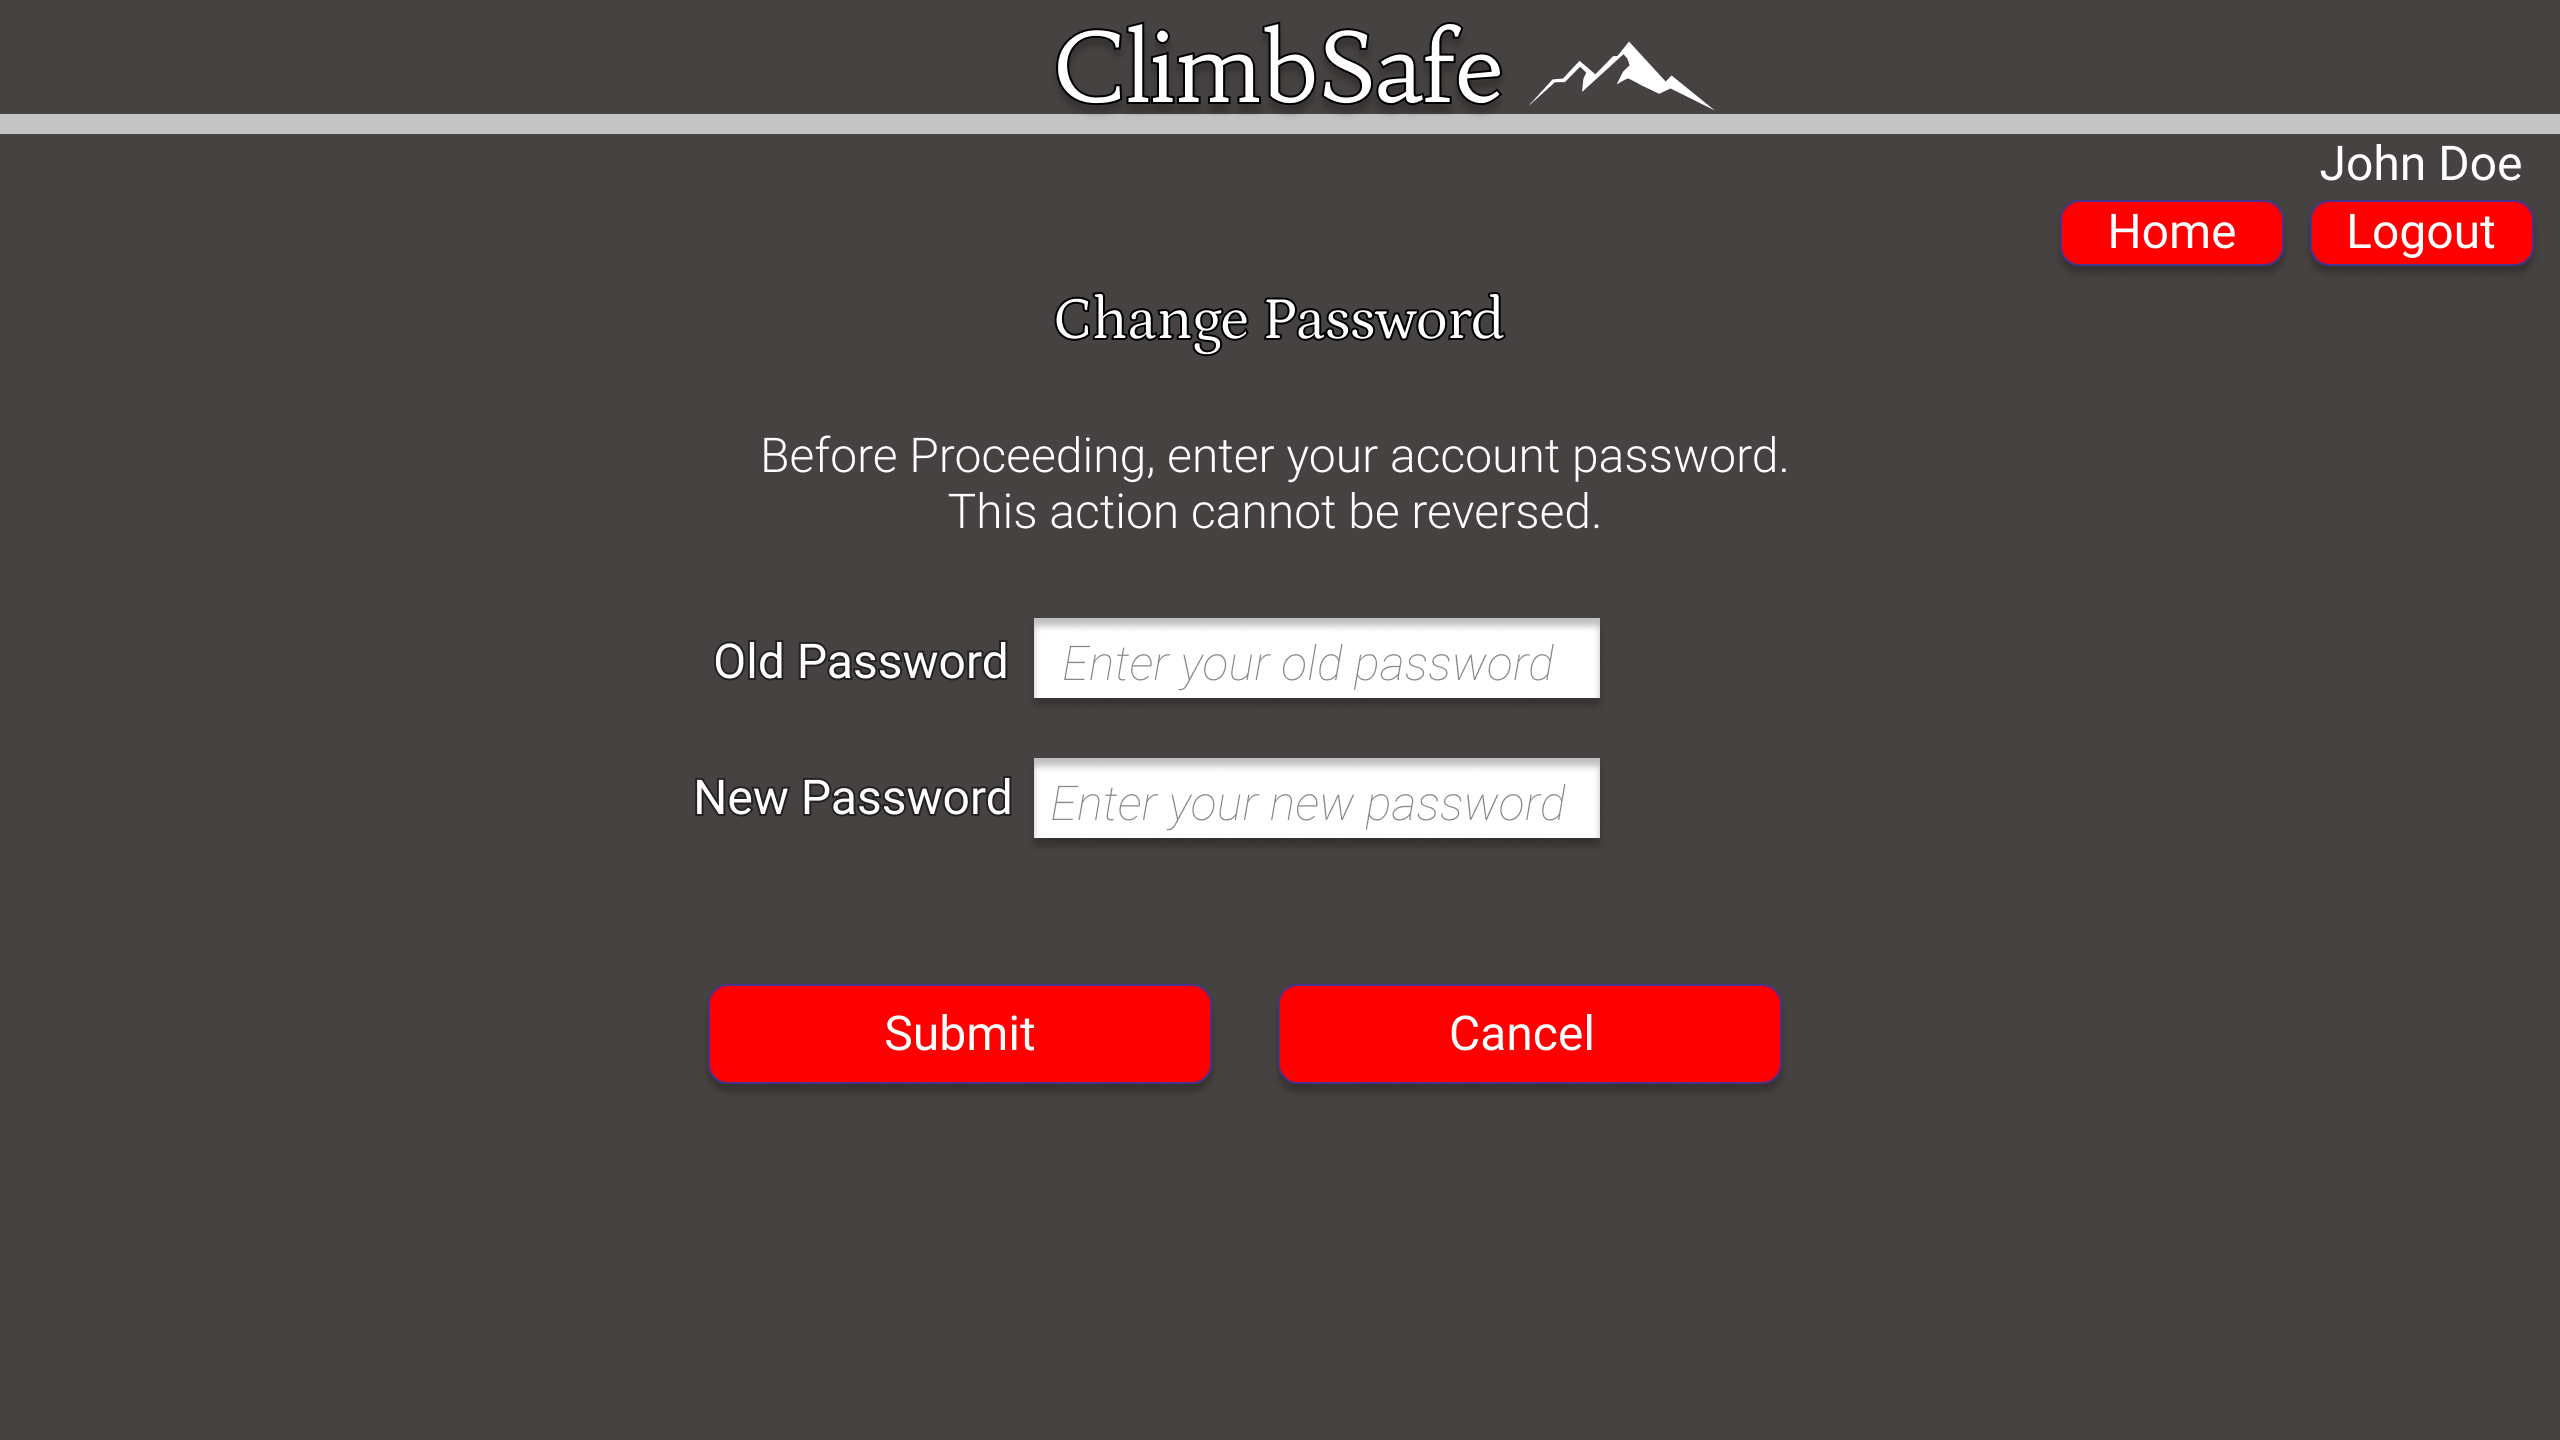 ClimbSafe
John Doe
Home
Logout
Change Password
Before Proceeding, enter your account password.
This action cannot be reversed.
Old Password
Enter your old password
New Password
Enter your new password
Submit
Cancel